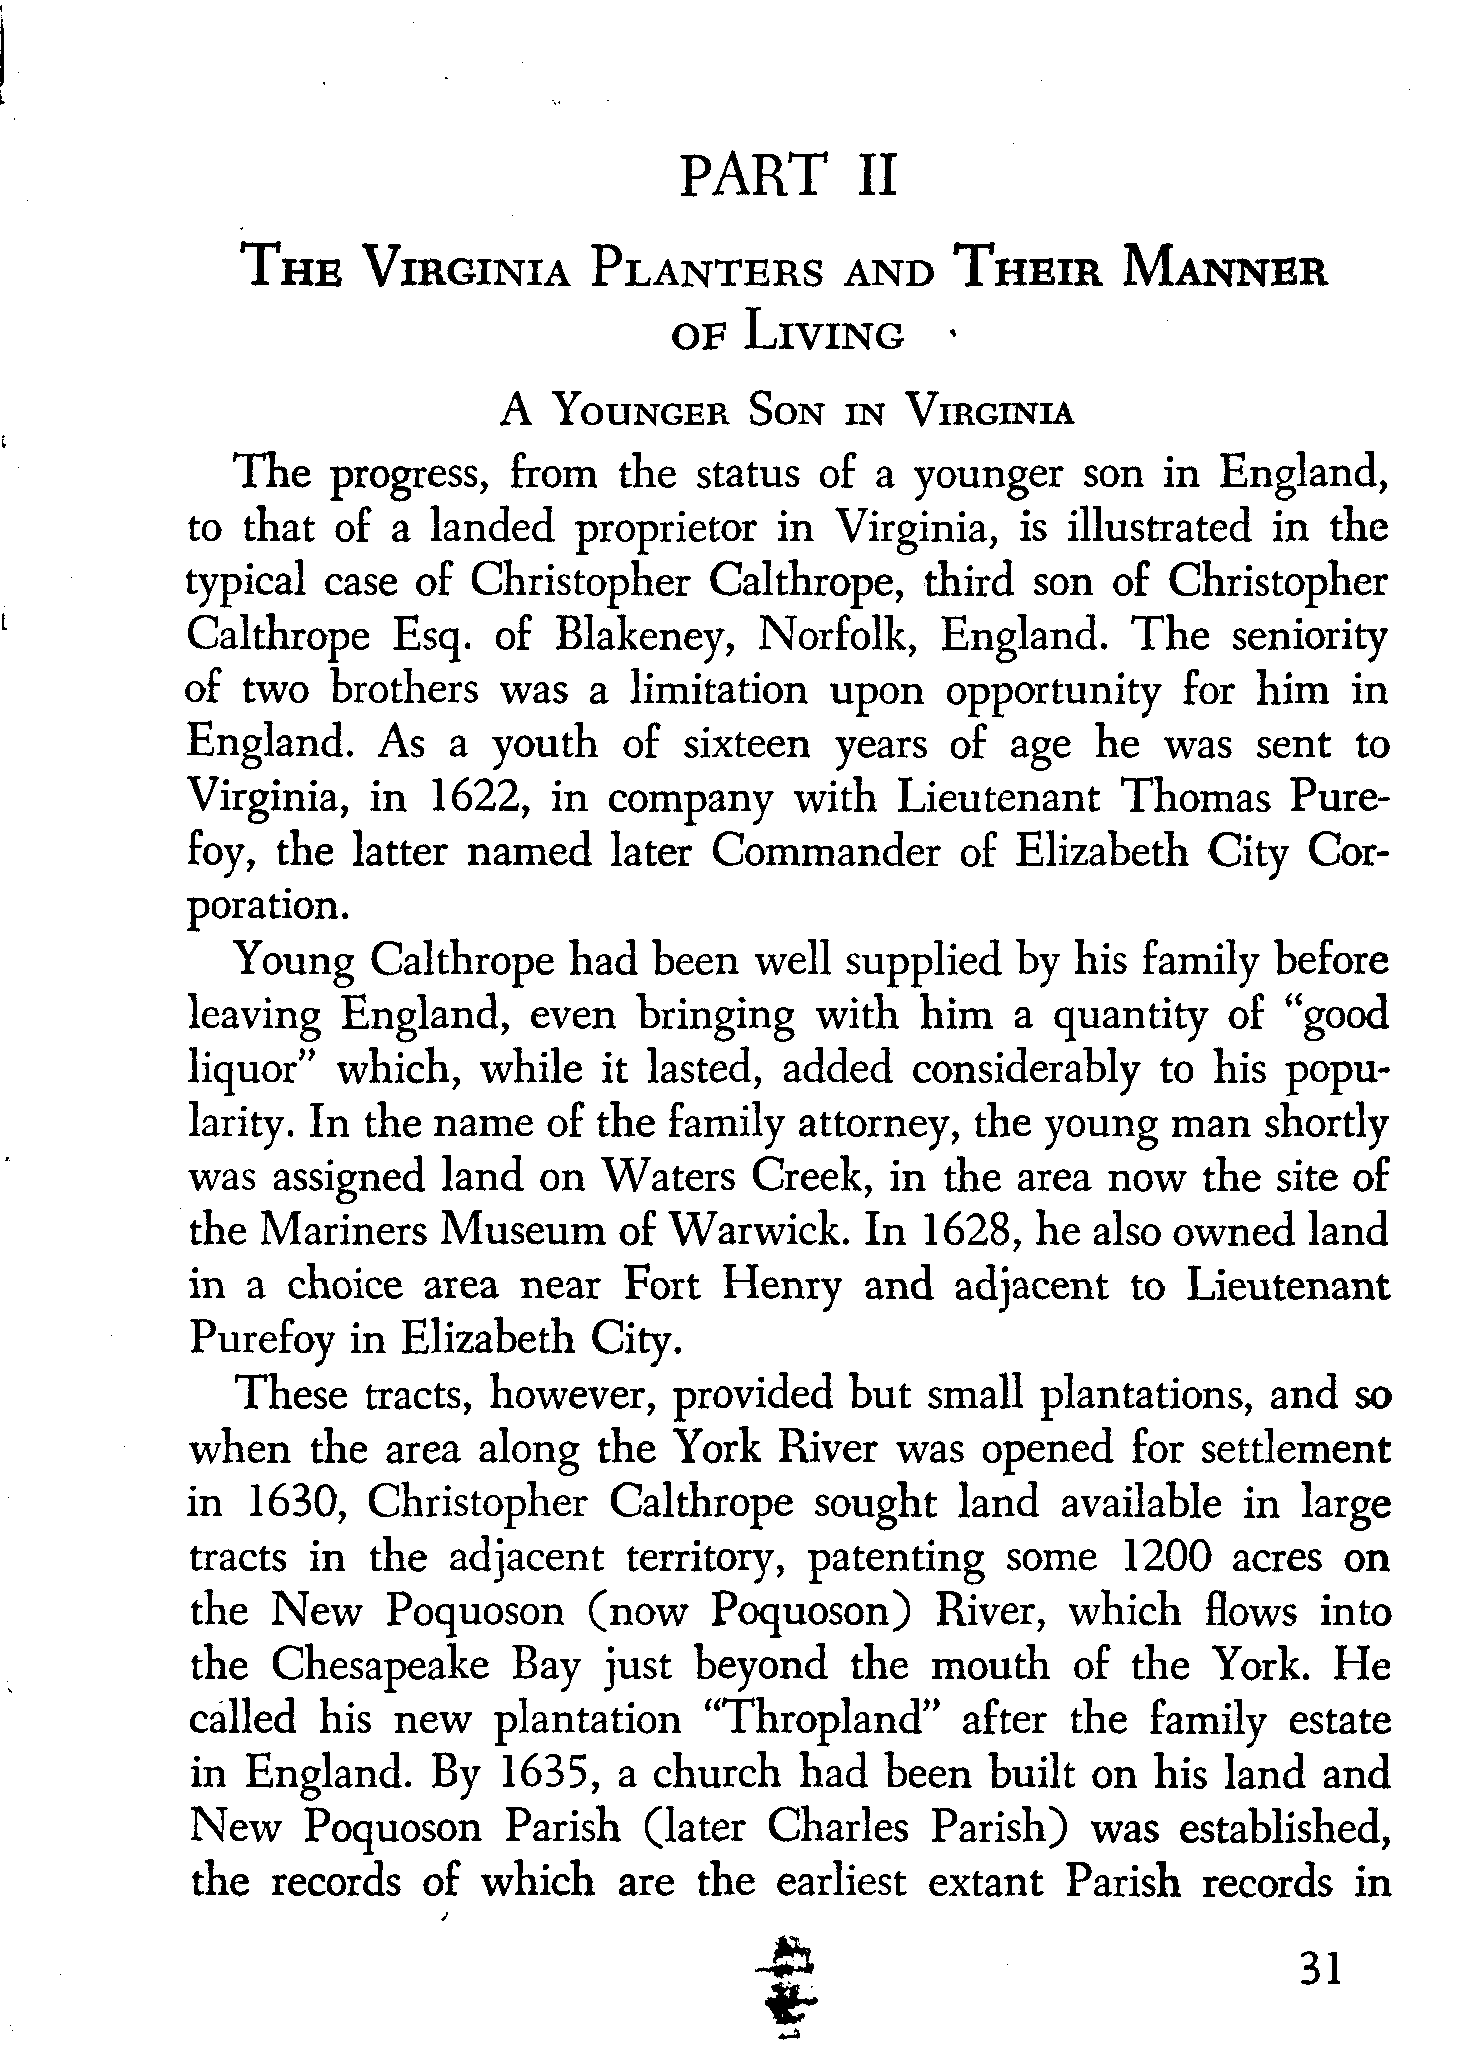 PART II
THE VIRGINIA PLANTERS AND THEIR MANNER
OF LIVING
A YOUNGER SON IN VIRGINIA
The progress, from the status of a younger son in England,
to that of a landed proprietor in Virginia, is illustrated in the
typical case of Christopher Calthrope, third son of Christopher
Calthrope Esq. of Blakeney, Norfolk, England. The seniority
of two brothers was a limitation upon opportunity for him in
England. As a youth of sixteen years of age he was sent to
Virginia, in 1622, in company with Lieutenant Thomas Pure-
foy, the latter named later Commander of Elizabeth City Cor-
poration.
Young Calthrope had been well supplied by his family before
leaving England, even bringing with him a quantity of "good
liquor" which, while it lasted, added considerably to his popu-
larity. In the name of the family attorney, the young man shortly
was assigned land on Waters Creek, in the area now the site of
the Mariners Museum of Warwick. In 1628, he also owned land
in a choice area near Fort Henry and adjacent to Lieutenant
Purefoy in Elizabeth City.
These tracts, however, provided but small plantations, and so
when the area along the York River was opened for settlement
in 1630, Christopher Calthrope sought land available in large
tracts in the adjacent territory, patenting some 1200 acres on
the New Poquoson (now Poquoson) River, which flows into
the Chesapeake Bay just beyond the mouth of the York. He
called his new plantation "Thropland" after the family estate
in England. By 1635, a church had been built on his land and
New Poquoson Parish (later Charles Parish) was established,
the records of which are the earliest extant Parish records in
31